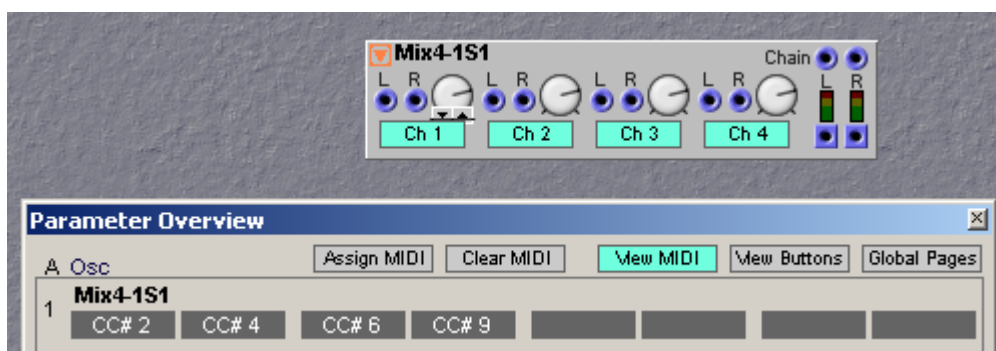 Mix4-1S1 Chain
L R L R L R L R L R
Ch 1 Ch 2 Ch 3 Ch 4
Parameter Overview
A Osc Assign MIDI Clear MIDI View MIDI View Buttons Global Pages
1 Mix4-1S1
CC# 2 CC# 4 CC# 6 CC# 9